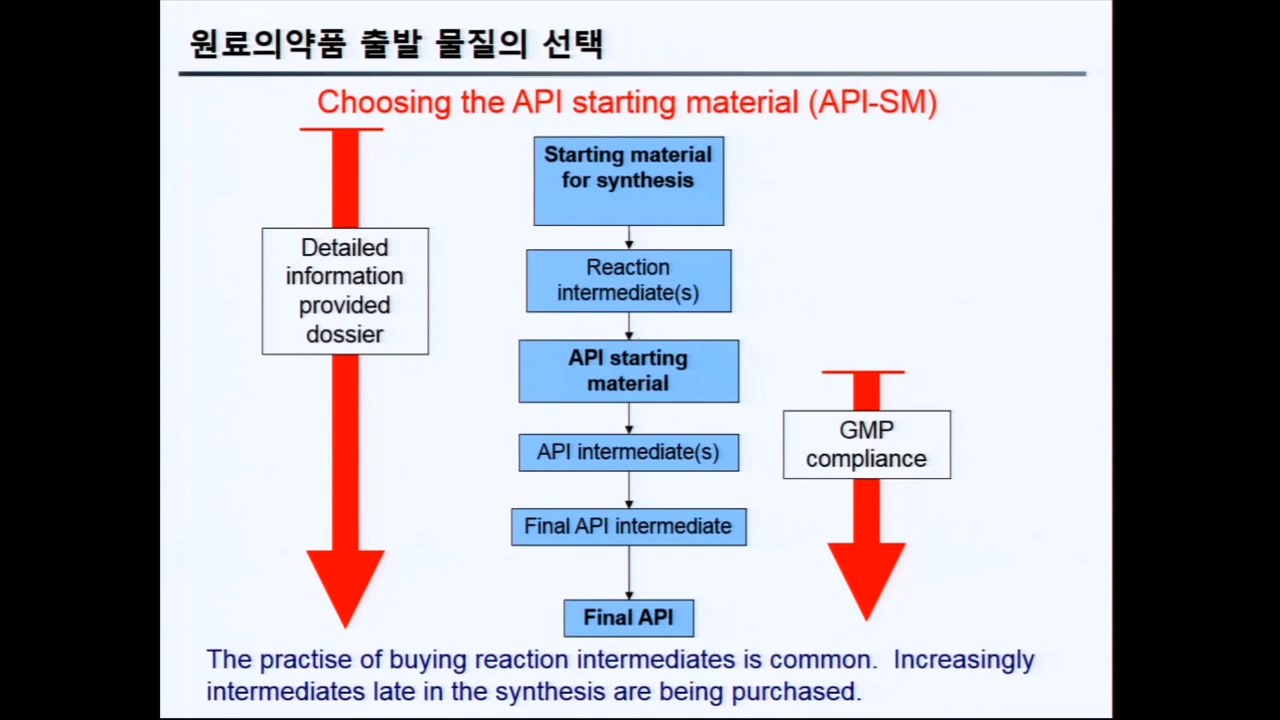 원료의약품 출발 물질의 선택
Choosing the API starting material (API-SM)
Starting material
for synthesis
Detailed
information
provided
dossier
Reaction
intermediate(s)
API starting
material
GMP
compliance
API intermediate(s)
Final API intermediate
Final API
The practise of buying reaction intermediates is common. Increasingly
intermediates late in the synthesis are being purchased.